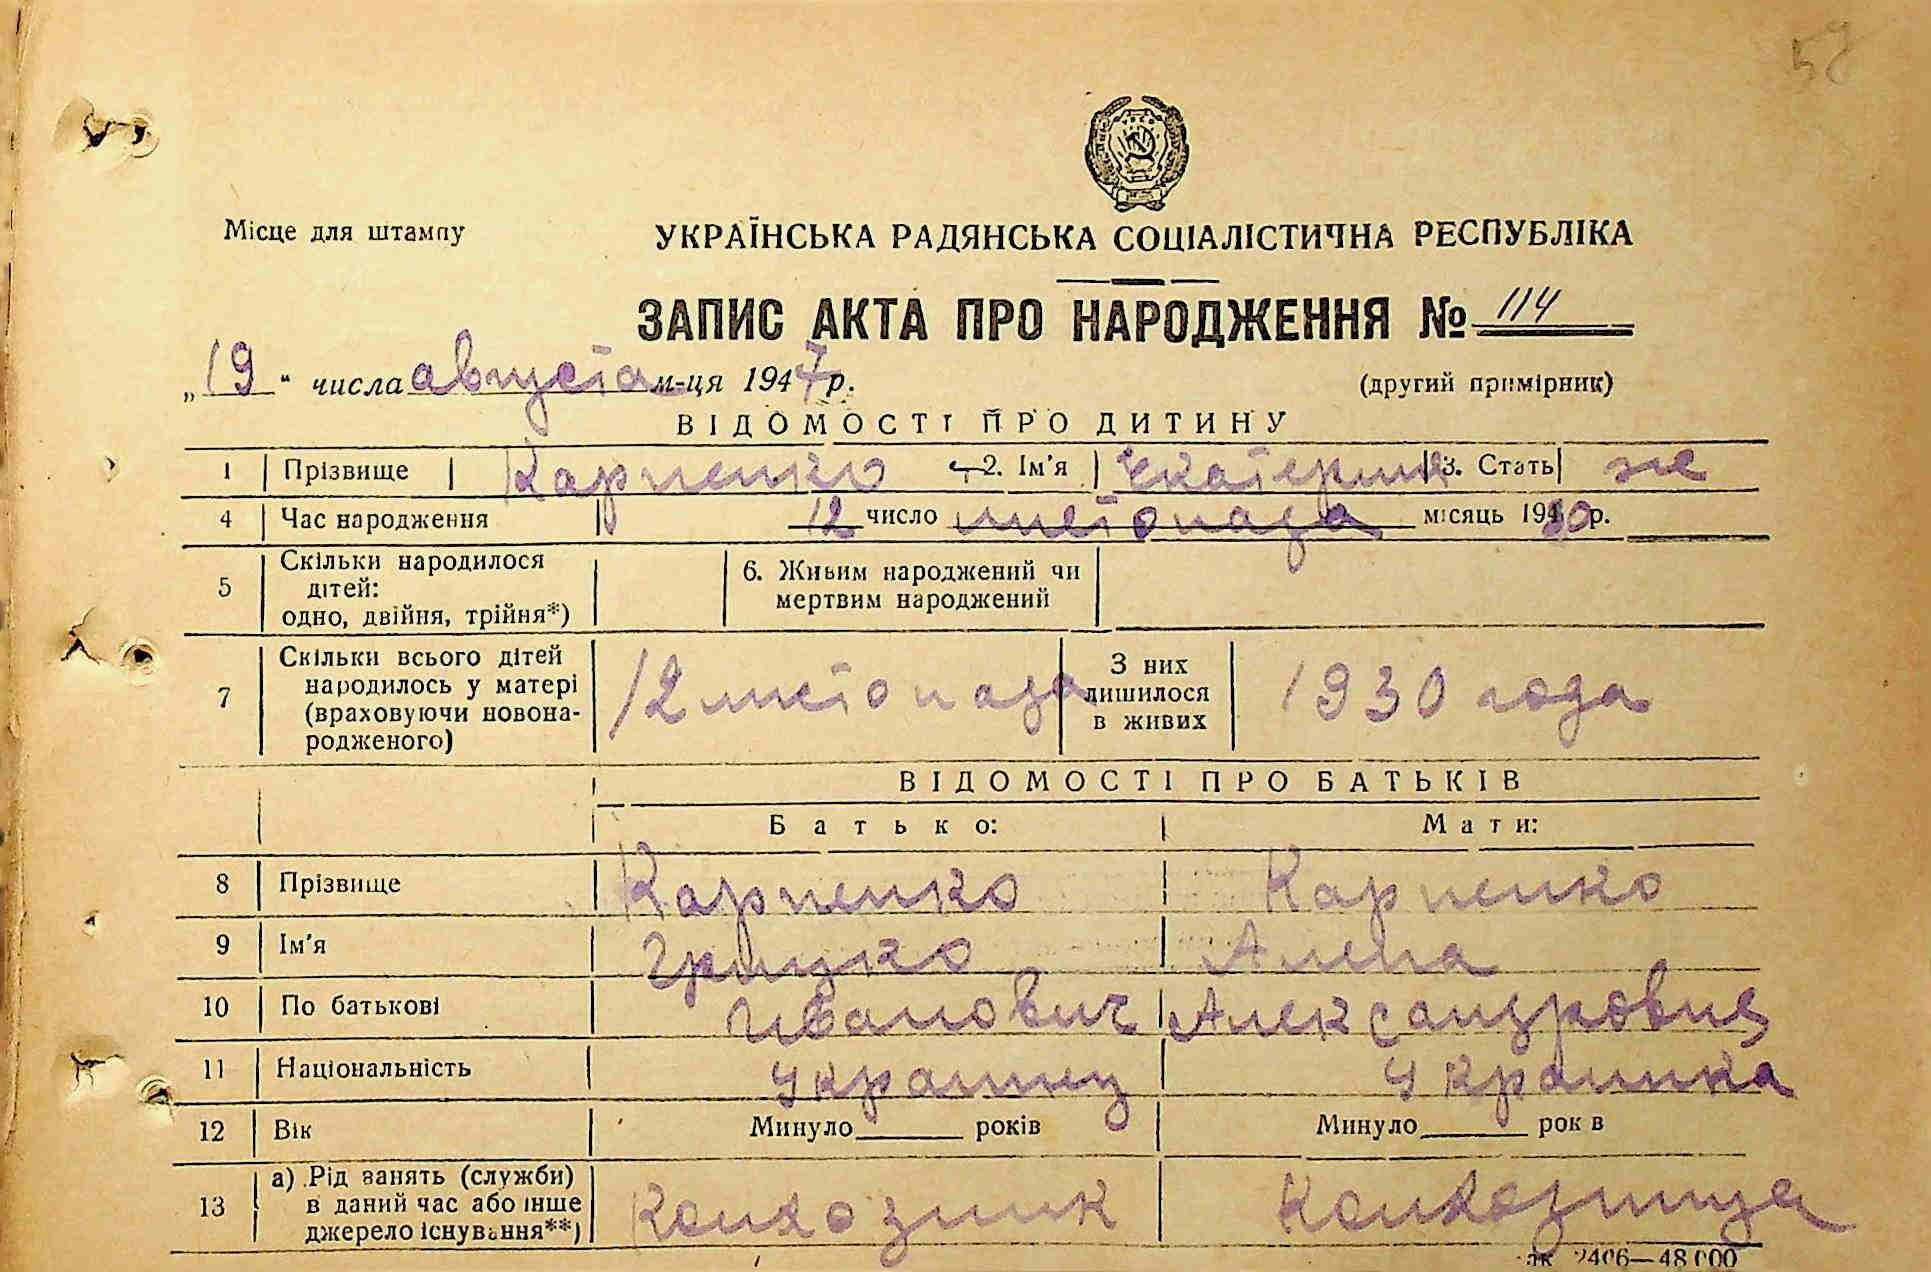 52
Місце для штампу
УКРАЇНСЬКА РАДЯНСЬКА СОЦІАЛІСТИЧНА РЕСПУБЛІКА
ЗАПИС АКТА ПРО НАРОДЖЕННЯ № 114
„19“ числа августа м-ця 1947 р.
(другий примірник)
ВІДОМОСТІ ПРО ДИТИНУ
1 Прізвище Карпенко 2. Ім'я Екатерина 3. Стать же
4 Час народження 12 число листопада місяць 1930 р.
5 Скільки народилося дітей: одно, двійня, трійня*)
6. Живим народжений чи мертвим народжений
7 Скільки всього дітей народилось у матері (враховуючи новонародженого) 12 листопада З них лишилося в живих 1930 года
ВІДОМОСТІ ПРО БАТЬКІВ
Батько: Мати:
8 Прізвище Карпенко Карпенко
9 Ім'я Грицко Алена
10 По батькові Иванович Александровна
11 Національність Украинец Украинка
12 Вік Минуло ____ років Минуло ____ рок в
13 а) Рід занять (служби) в даний час або інше джерело існування**) Колхозник Колхозница
2406—48 000